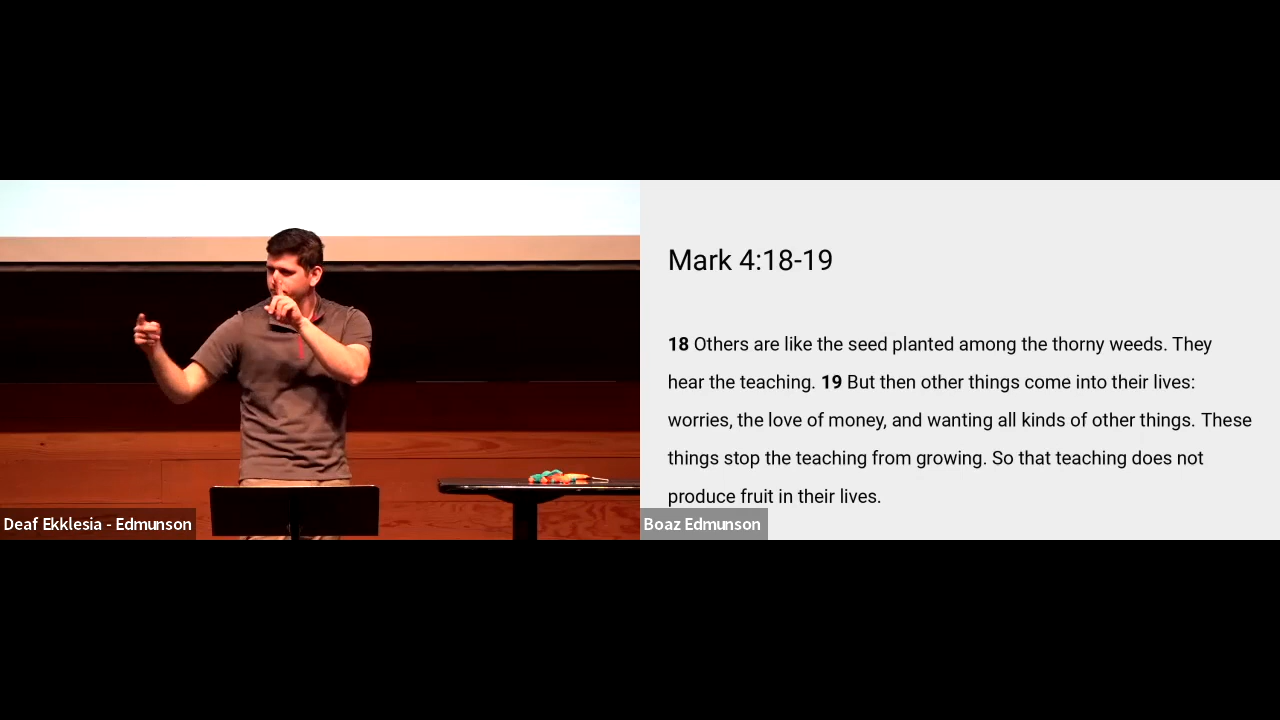 Mark 4:18-19
18 Others are like the seed planted among the thorny weeds. They
hear the teaching. 19 But then other things come into their lives:
worries, the love of money, and wanting all kinds of other things. These
things stop the teaching from growing. So that teaching does not
produce fruit in their lives.
Deaf Ekklesia - Edmunson
Boaz Edmunson